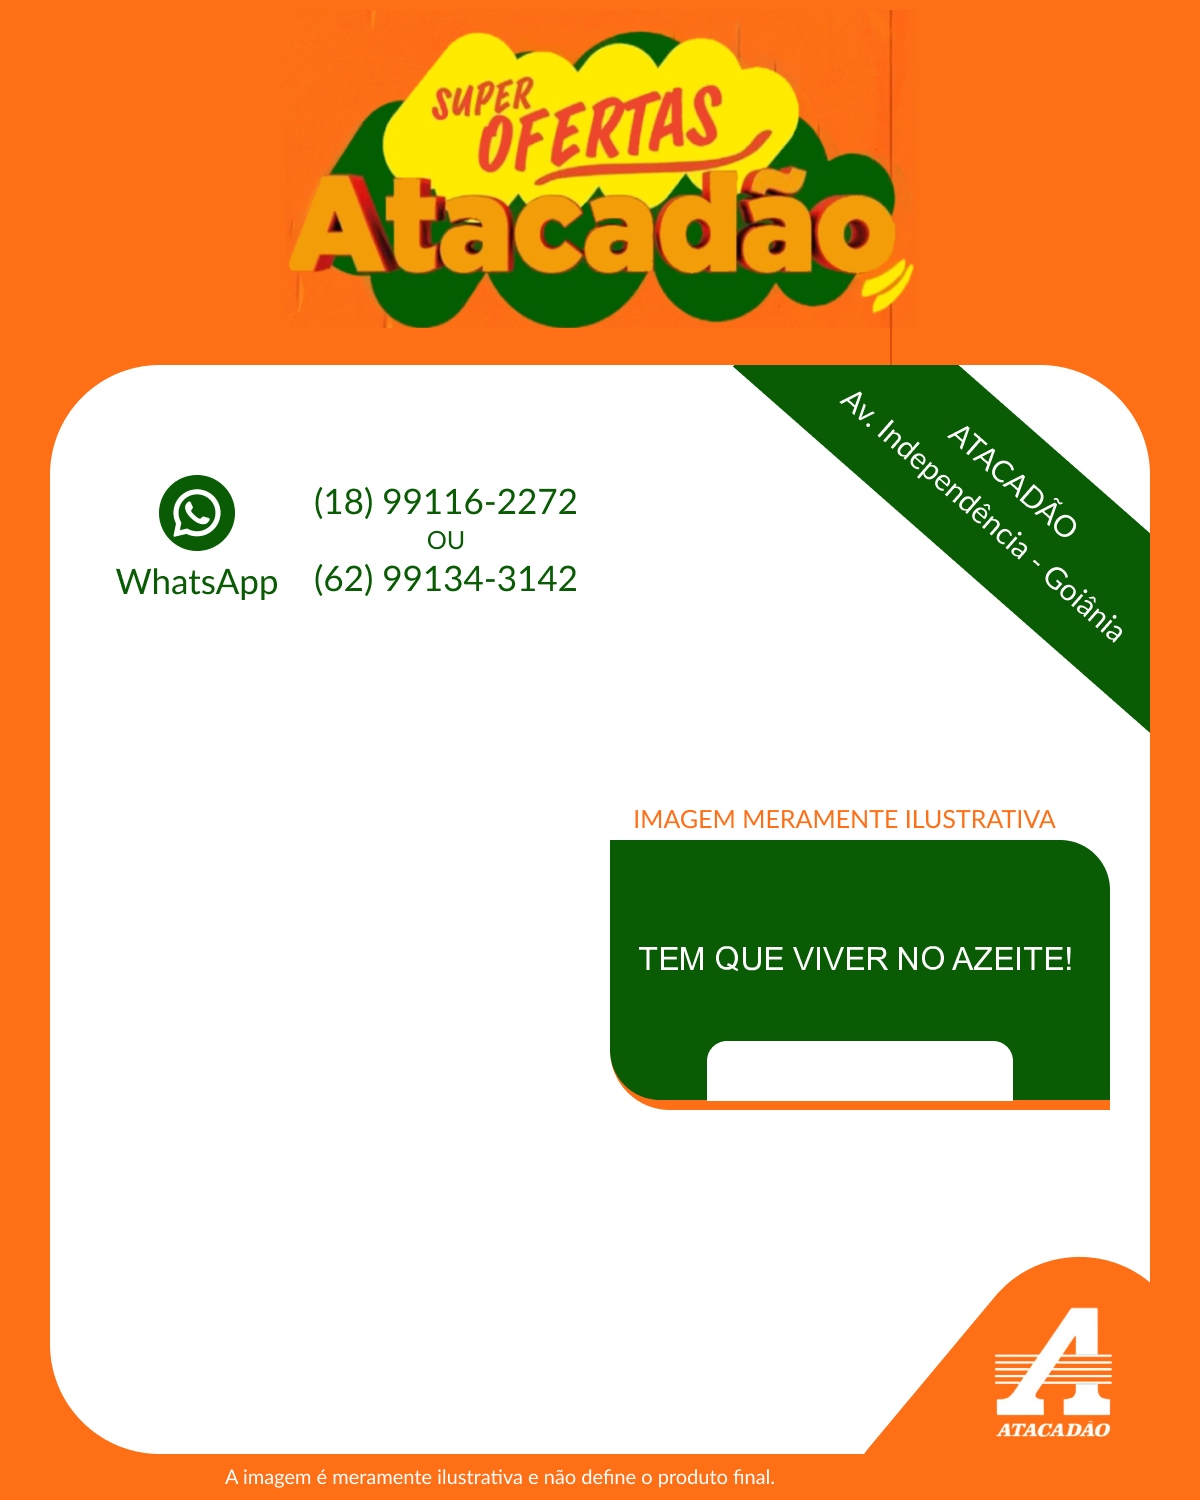 SUPER
OFERTAS
Atacadão
ATACADÃO
Av. Independência - Goiânia
WhatsApp
(18) 99116-2272
OU
(62) 99134-3142
IMAGEM MERAMENTE ILUSTRATIVA
TEM QUE VIVER NO AZEITE!
A
ATACADÃO
A imagem é meramente ilustrativa e não define o produto final.